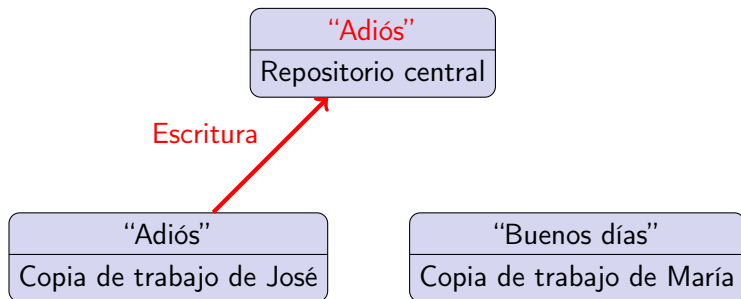 “Adiós”
Repositorio central
Escritura
“Adiós”
Copia de trabajo de José
“Buenos días”
Copia de trabajo de María